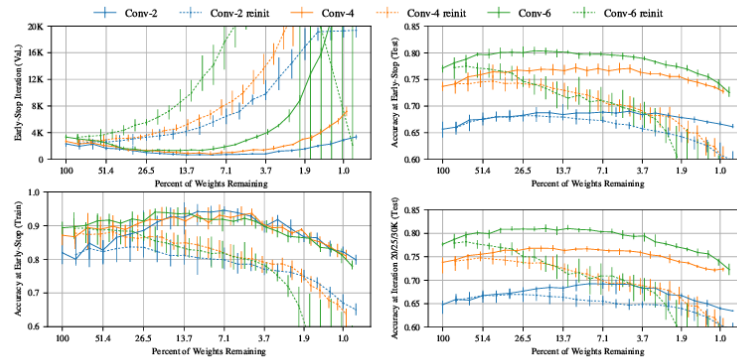 Conv-2 Conv-2 reinit Conv-4 Conv-4 reinit Conv-6 Conv-6 reinit
Early-Stop Iteration (Val.)
20K
16K
12K
8K
4K
0
100 51.4 26.5 13.7 7.1 3.7 1.9 1.0
Percent of Weights Remaining
Accuracy at Early-Stop (Test)
0.85
0.80
0.75
0.70
0.65
0.60
100 51.4 26.5 13.7 7.1 3.7 1.9 1.0
Percent of Weights Remaining
Accuracy at Early-Stop (Train)
1.0
0.9
0.8
0.7
0.6
100 51.4 26.5 13.7 7.1 3.7 1.9 1.0
Percent of Weights Remaining
Accuracy at Iteration 20/25/30K (Test)
0.85
0.80
0.75
0.70
0.65
0.60
100 51.4 26.5 13.7 7.1 3.7 1.9 1.0
Percent of Weights Remaining